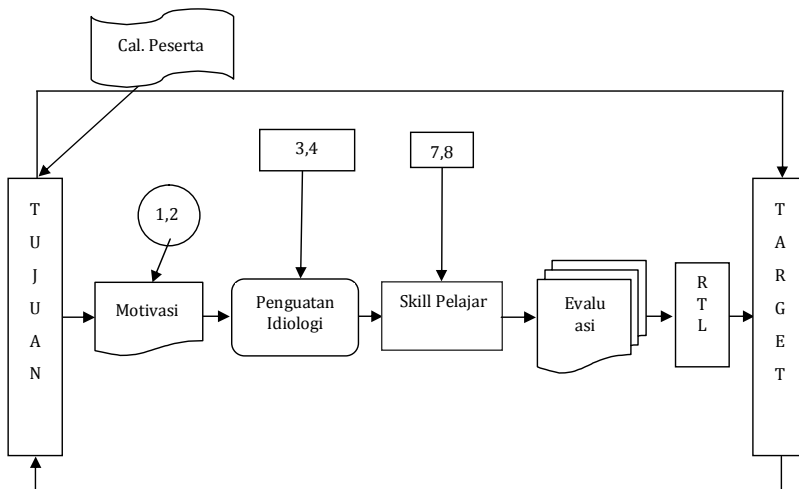 Cal. Peserta
3,4
7,8
1,2
T
U
J
U
A
N
Motivasi
Penguatan
Idiologi
Skill Pelajar
Evalu
asi
R
T
L
T
A
R
G
E
T